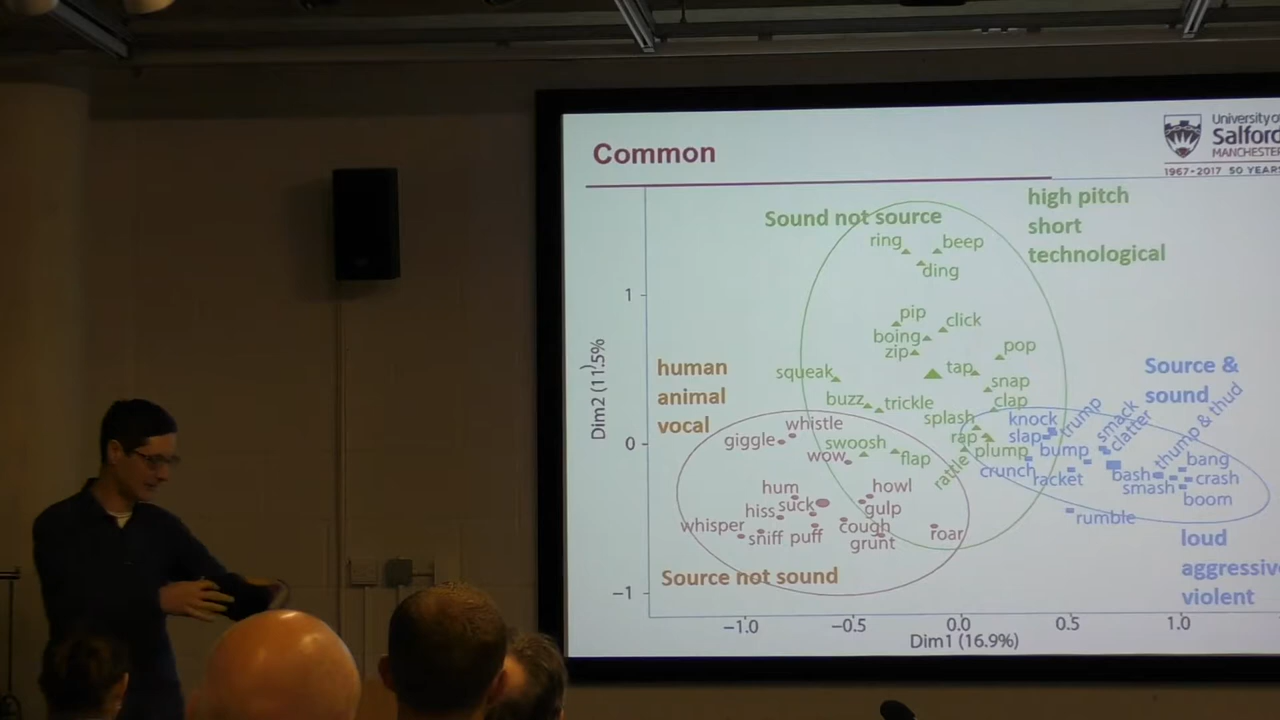 Common
University of
Salford
MANCHESTER
1967-2017 50 YEARS
Sound not source
high pitch
short
technological
ring
beep
ding
pip
click
boing
zip
pop
tap
squeak
snap
buzz
trickle
clap
splash
knock
trump
smack
clatter
thump & thud
Source &
sound
human
animal
vocal
whistle
giggle
swoosh
wow
flap
rap
slap
plump
bump
rattle
crunch
racket
bash
bang
smash
crash
boom
rumble
hum
howl
hiss
suck
gulp
whisper
sniff
puff
cough
grunt
roar
Source not sound
loud
aggressiv
violent
1
0
−1
Dim2 (11.5%)
−1.0
−0.5
0.0
0.5
1.0
Dim1 (16.9%)